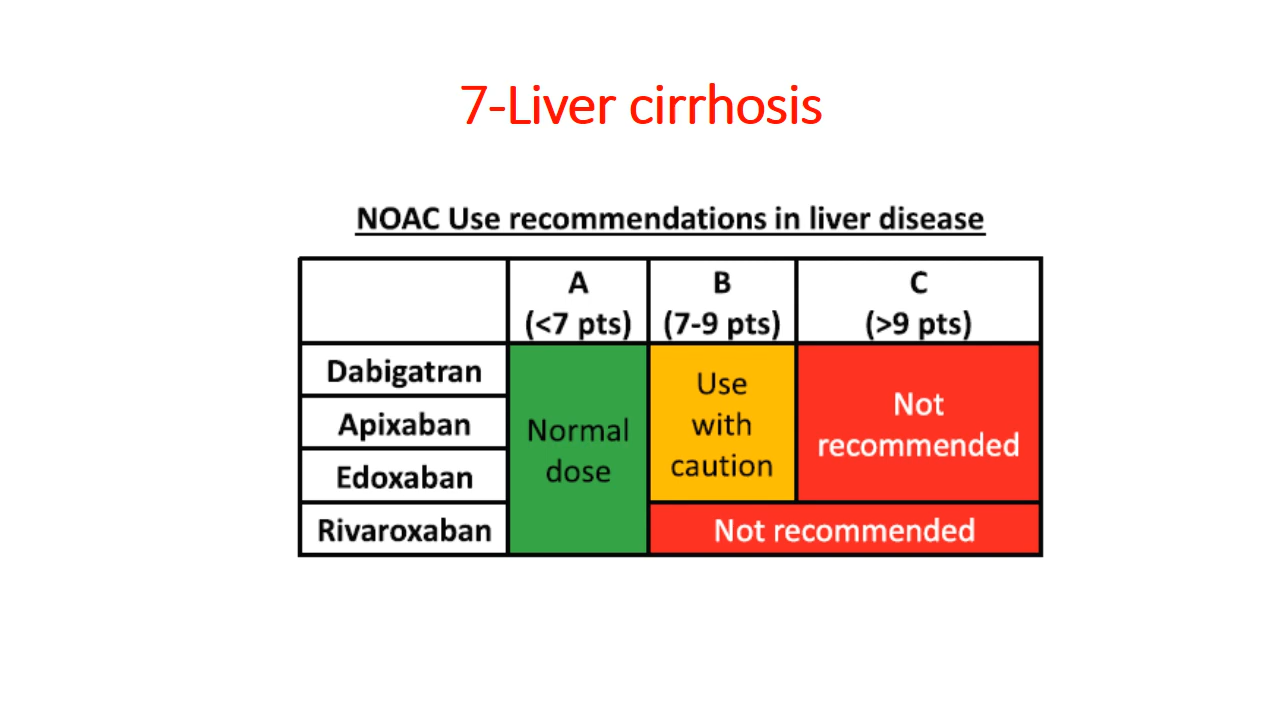 7-Liver cirrhosis
NOAC Use recommendations in liver disease
A
(<7 pts)
B
(7-9 pts)
C
(>9 pts)
Dabigatran
Apixaban
Edoxaban
Rivaroxaban
Normal
dose
Use
with
caution
Not
recommended
Not recommended